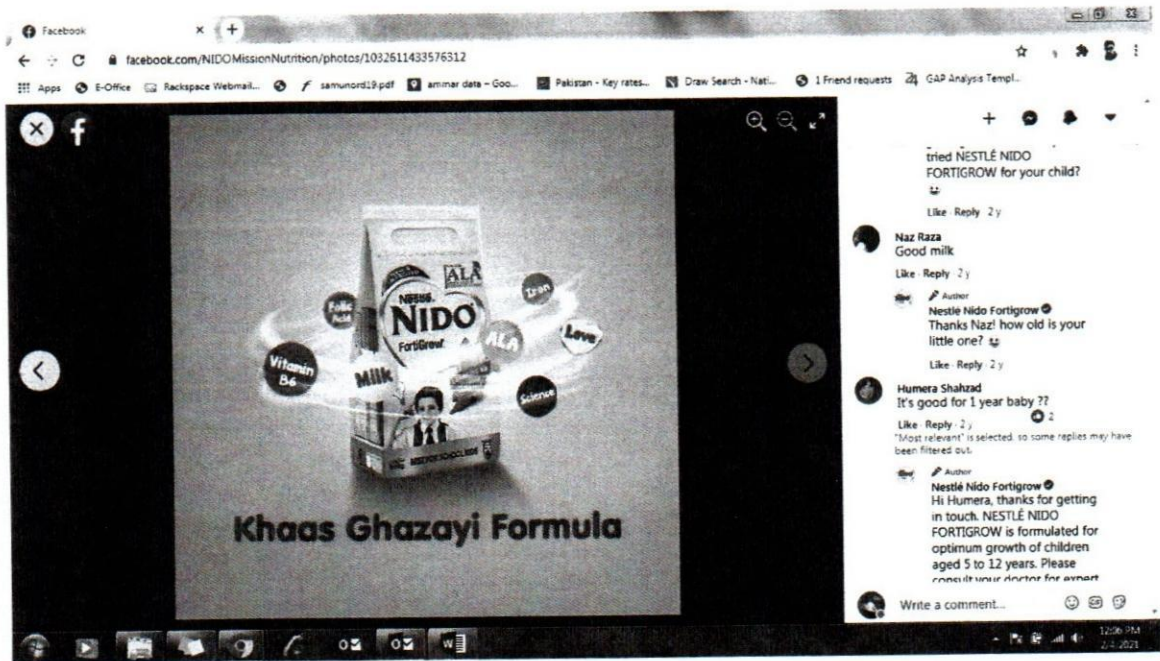 Facebook
facebook.com/NIDOMissionNutrition/photos/1032611433576312
Apps E-Office Rackspace Webmail... samunord19.pdf ammar data – Goo... Pakistan - Key rates... Draw Search - Nati... 1 Friend requests GAP Analysis Templ...
ALA
Folic
Acid
Iron
NESTLÉ
NIDO
FortiGrow
ALA
Love
Vitamin
B6
Milk
Science
BEST FOR SCHOOL KIDS
Khaas Ghazayi Formula
tried NESTLÉ NIDO
FORTIGROW for your child?
Like · Reply · 2 y
Naz Raza
Good milk
Like · Reply · 2 y
Author
Nestlé Nido Fortigrow
Thanks Naz! how old is your
little one?
Like · Reply · 2 y
Humera Shahzad
It's good for 1 year baby ??
2
Like · Reply · 2 y
"Most relevant" is selected, so some replies may have
been filtered out.
Author
Nestlé Nido Fortigrow
Hi Humera, thanks for getting
in touch. NESTLÉ NIDO
FORTIGROW is formulated for
optimum growth of children
aged 5 to 12 years. Please
consult your doctor for expert
Write a comment...
12:06 PM
2/4/2021